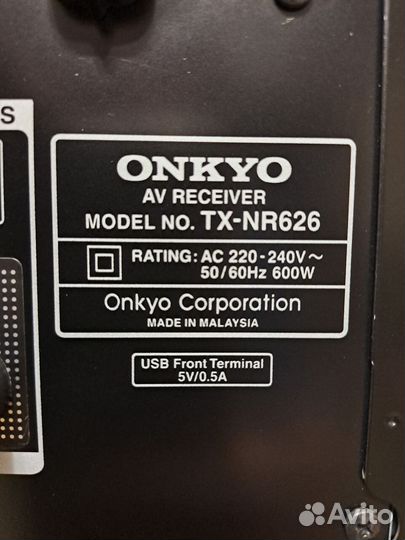 S
ONKYO
AV RECEIVER
MODEL NO. TX-NR626
RATING: AC 220-240V~
50/60Hz 600W
Onkyo Corporation
MADE IN MALAYSIA
USB Front Terminal
5V/0.5A
Avito